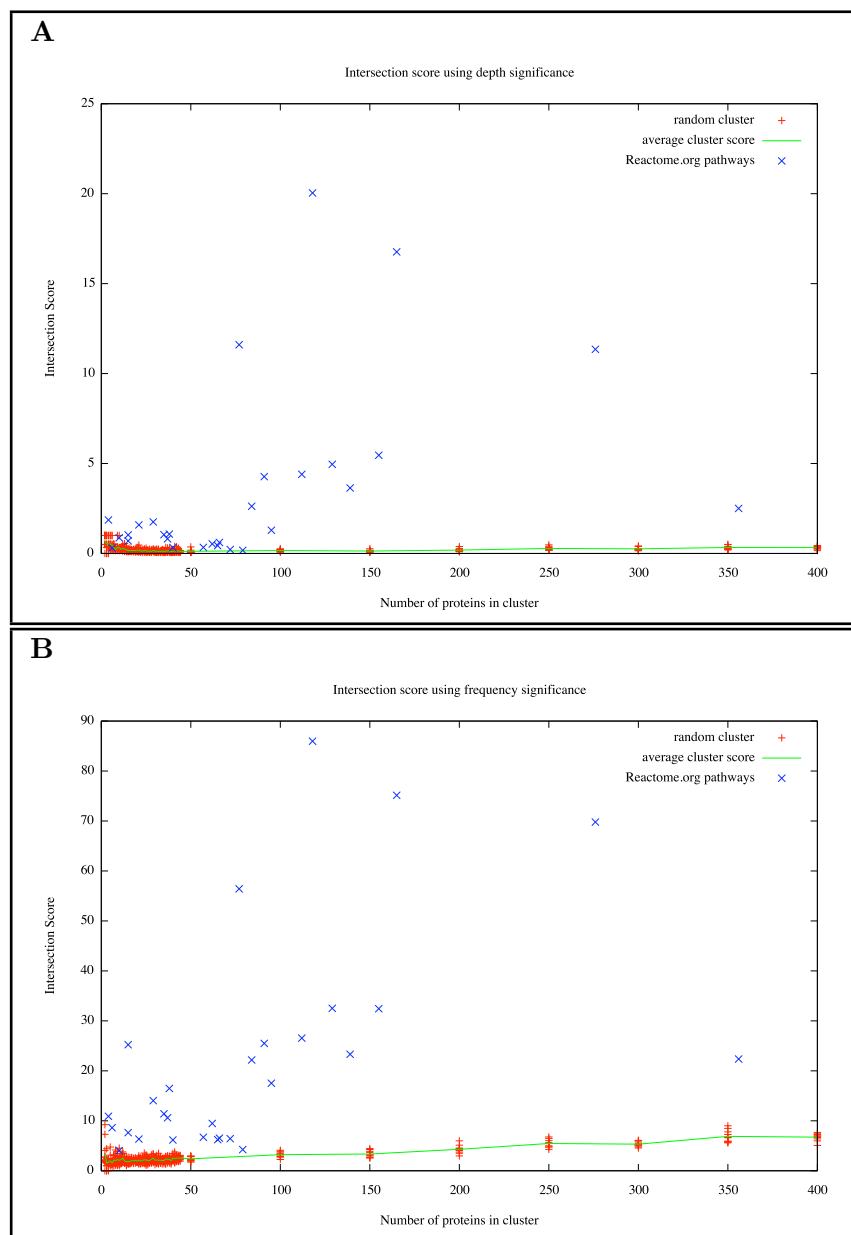 A
Intersection score using depth significance
25
20
15
10
5
0
Intersection Score
random cluster
average cluster score
Reactome.org pathways
0 50 100 150 200 250 300 350 400
Number of proteins in cluster
B
Intersection score using frequency significance
90
80
70
60
50
40
30
20
10
0
Intersection Score
random cluster
average cluster score
Reactome.org pathways
0 50 100 150 200 250 300 350 400
Number of proteins in cluster